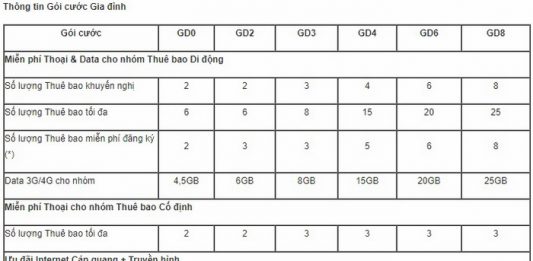 Thông tin Gói cước Gia đình
Gói cước GD0 GD2 GD3 GD4 GD6 GD8
Miễn phí Thoại & Data cho nhóm Thuê bao Di động
Số lượng Thuê bao khuyến nghị 2 2 3 4 6 8
Số lượng Thuê bao tối đa 6 6 8 15 20 25
Số lượng Thuê bao miễn phí đăng ký
(*) 2 3 3 5 6 8
Data 3G/4G cho nhóm 4,5GB 6GB 8GB 15GB 20GB 25GB
Miễn phí Thoại cho nhóm Thuê bao Cố định
Số lượng Thuê bao tối đa 2 2 3 3 3 3
Ưu đãi Internet Cáp quang + Truyền hình